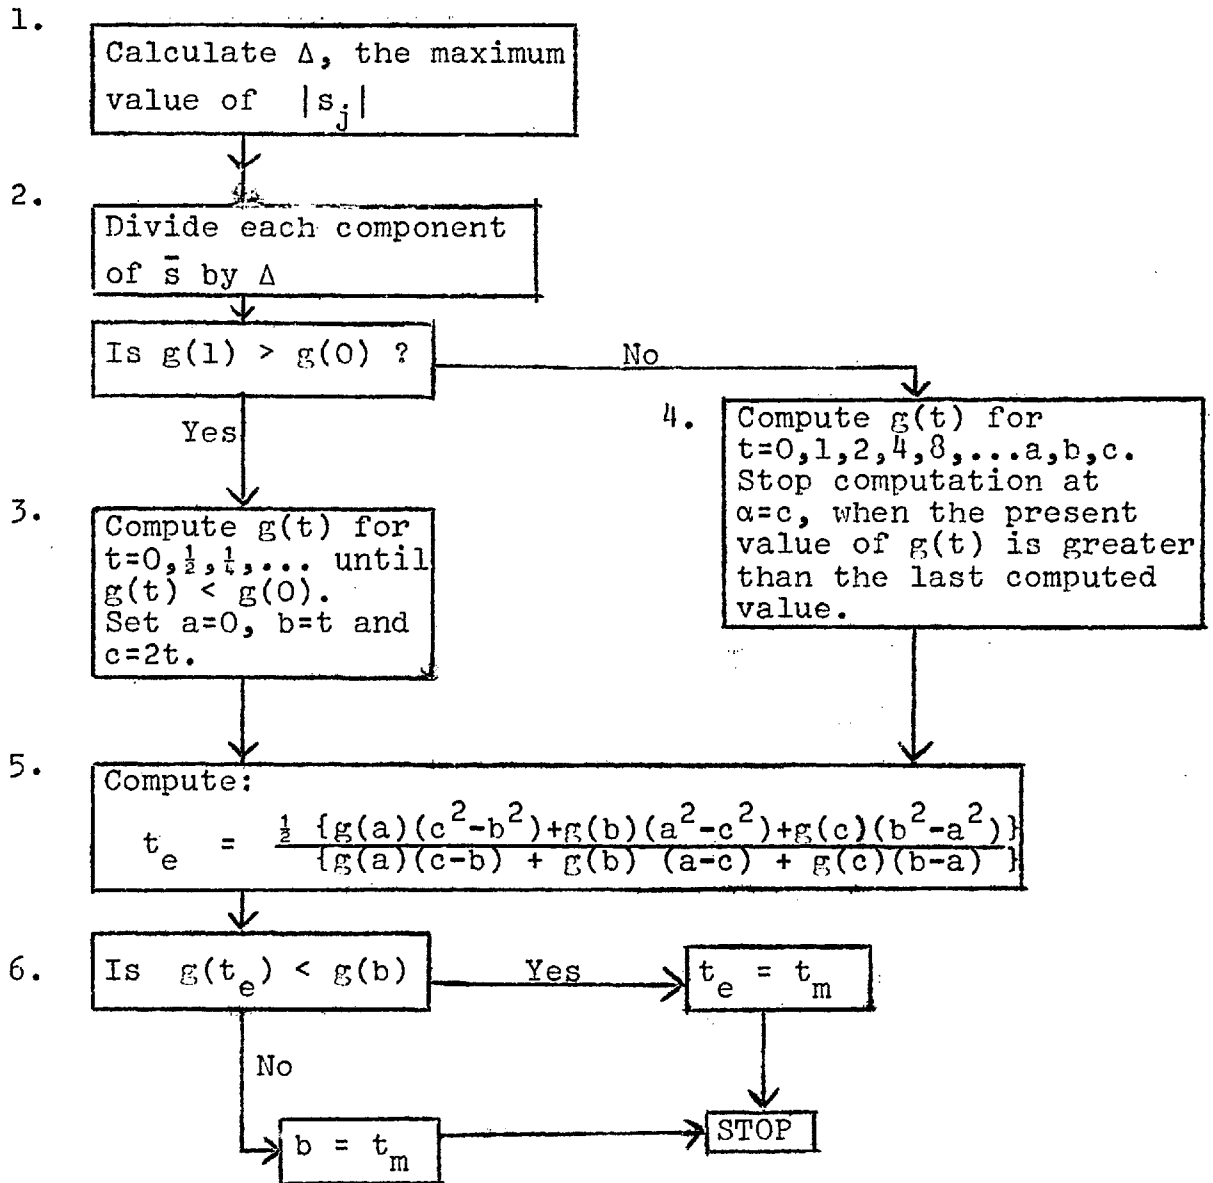 1.
Calculate Δ, the maximum
value of |s_j|
2.
Divide each component
of s̄ by Δ
Is g(1) > g(0) ?
No
Yes
4.
Compute g(t) for
t=0,1,2,4,8,...a,b,c.
Stop computation at
α=c, when the present
value of g(t) is greater
than the last computed
value.
3.
Compute g(t) for
t=0,½,¼,... until
g(t) < g(0).
Set a=0, b=t and
c=2t.
5.
Compute:
t_e = ½ {g(a)(c²-b²)+g(b)(a²-c²)+g(c)(b²-a²)}
{g(a)(c-b) + g(b) (a-c) + g(c)(b-a) }
6.
Is g(t_e) < g(b)
Yes
t_e = t_m
No
b = t_m
STOP